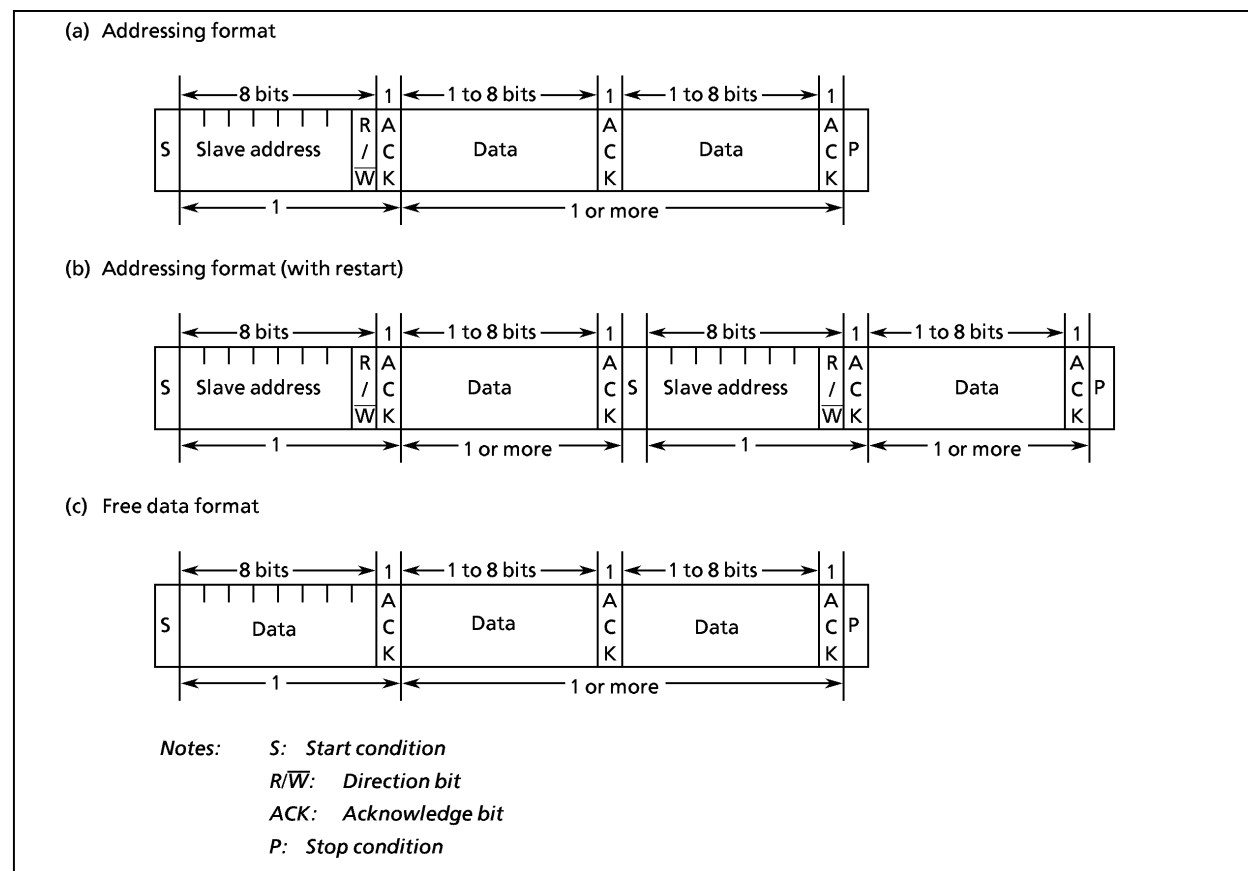 (a) Addressing format
8 bits 1 1 to 8 bits 1 1 to 8 bits 1
S Slave address R/W̅ ACK Data ACK Data ACK P
1 1 or more
(b) Addressing format (with restart)
8 bits 1 1 to 8 bits 1 8 bits 1 1 to 8 bits 1
S Slave address R/W̅ ACK Data ACK S Slave address R/W̅ ACK Data ACK P
1 1 or more 1 1 or more
(c) Free data format
8 bits 1 1 to 8 bits 1 1 to 8 bits 1
S Data ACK Data ACK Data ACK P
1 1 or more
Notes: S: Start condition
R/W̅: Direction bit
ACK: Acknowledge bit
P: Stop condition